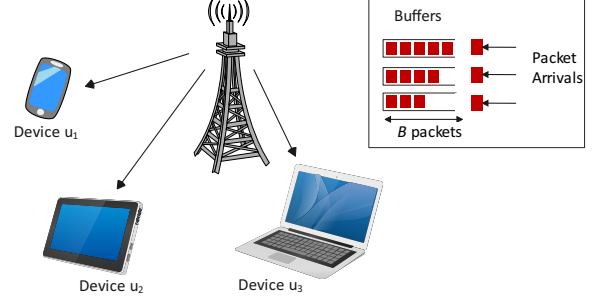 Buffers
Packet
Arrivals
B packets
Device u₁
Device u₂
Device u₃